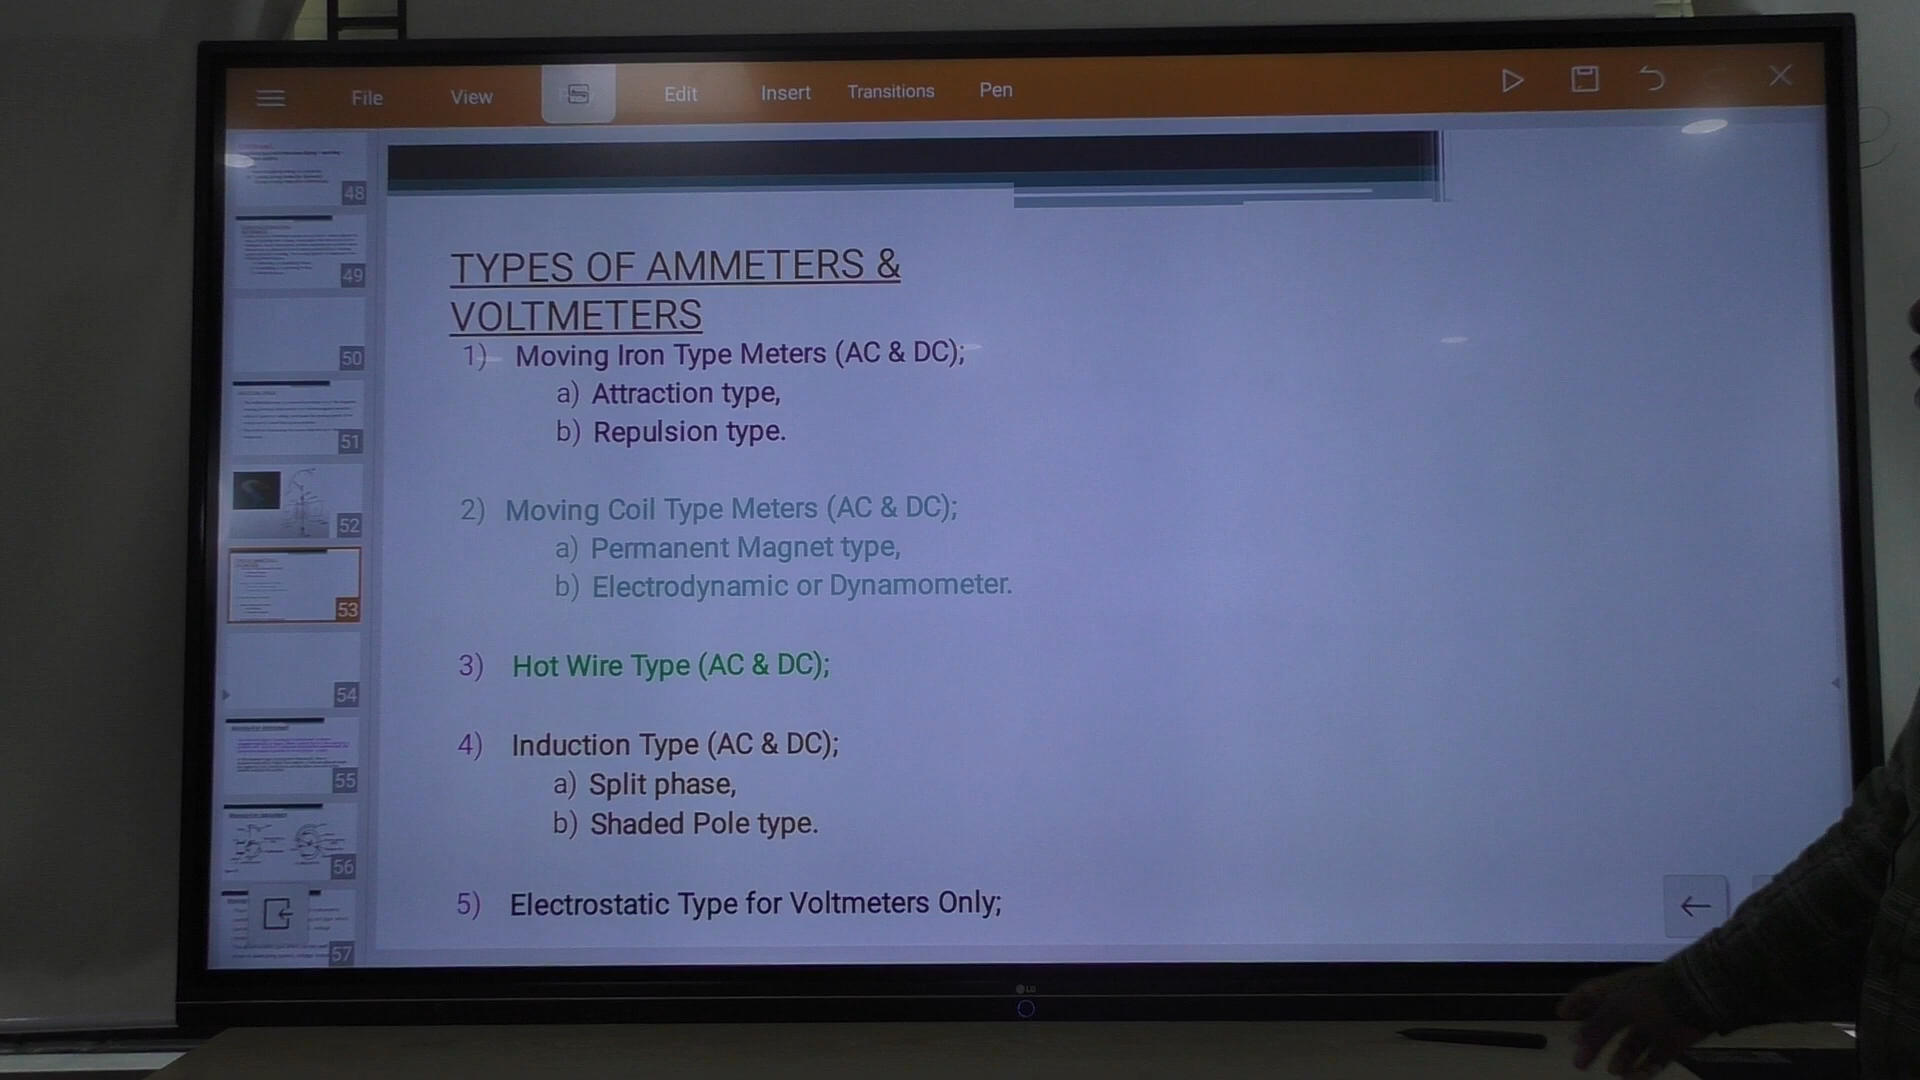 File View Edit Insert Transitions Pen
48
49
50
51
52
53
54
55
56
57
TYPES OF AMMETERS &
VOLTMETERS
1) Moving Iron Type Meters (AC & DC);
a) Attraction type,
b) Repulsion type.
2) Moving Coil Type Meters (AC & DC);
a) Permanent Magnet type,
b) Electrodynamic or Dynamometer.
3) Hot Wire Type (AC & DC);
4) Induction Type (AC & DC);
a) Split phase,
b) Shaded Pole type.
5) Electrostatic Type for Voltmeters Only;
LG